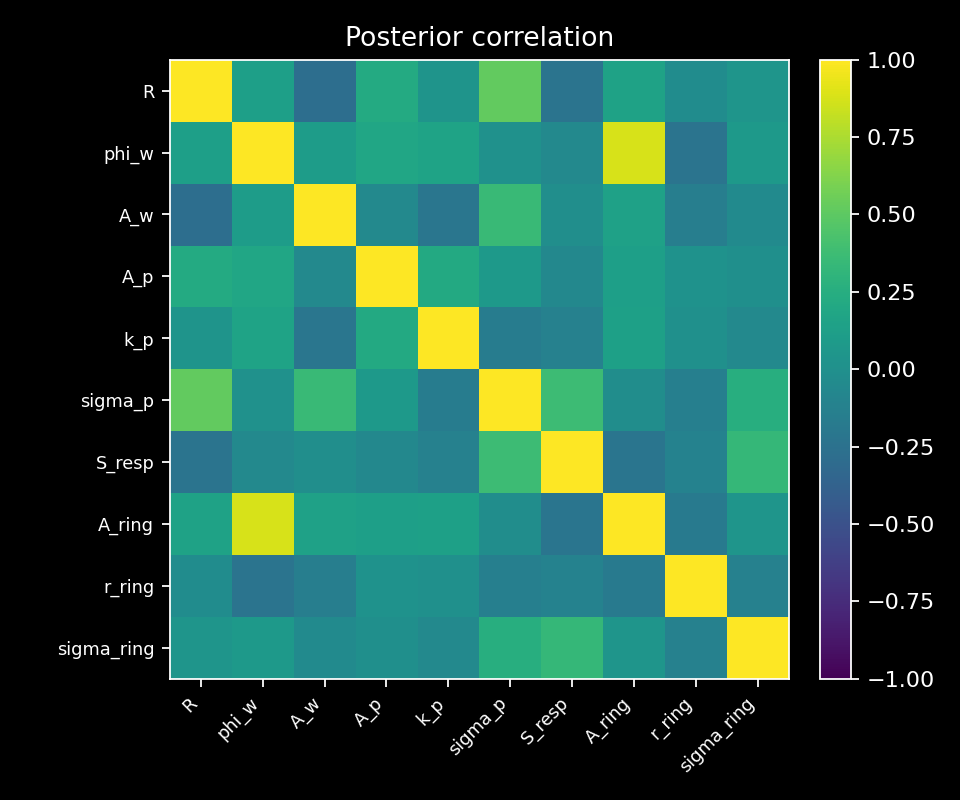 Posterior correlation
R
phi_w
A_w
A_p
k_p
sigma_p
S_resp
A_ring
r_ring
sigma_ring
R
phi_w
A_w
A_p
k_p
sigma_p
S_resp
A_ring
r_ring
sigma_ring
1.00
0.75
0.50
0.25
0.00
−0.25
−0.50
−0.75
−1.00